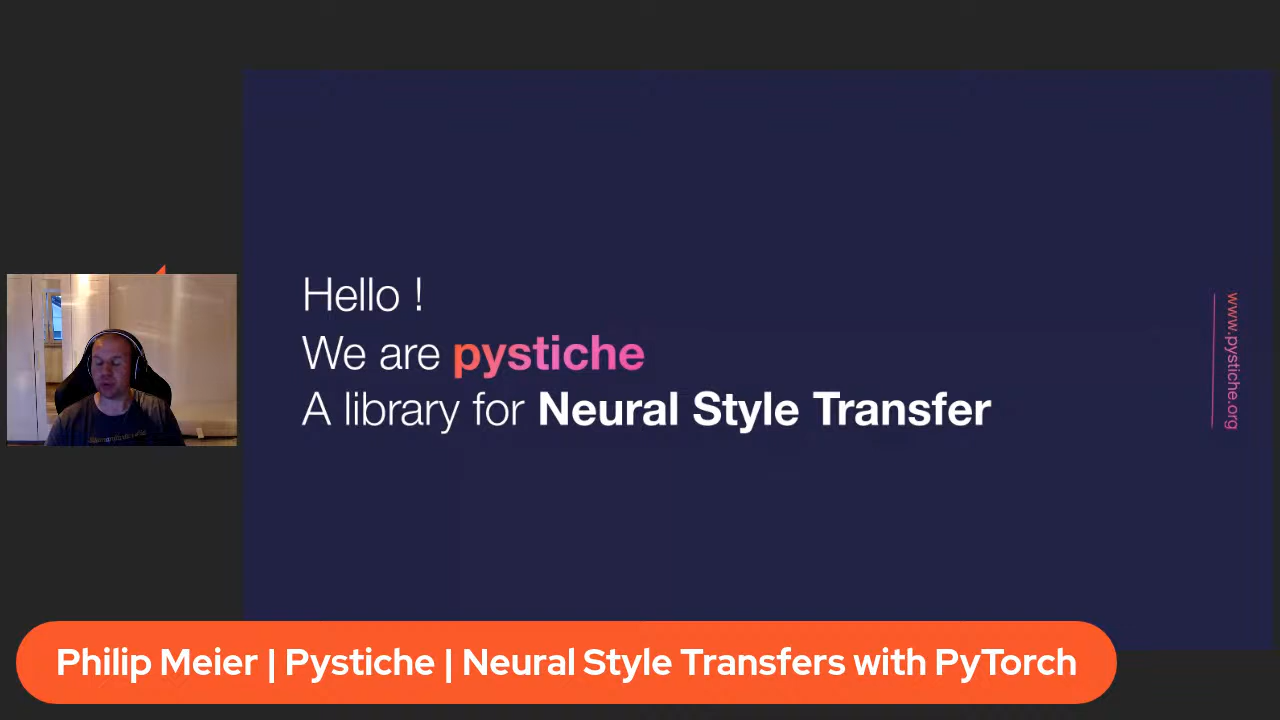 Hello !
We are pystiche
A library for Neural Style Transfer
www.pystiche.org
Philip Meier | Pystiche | Neural Style Transfers with PyTorch